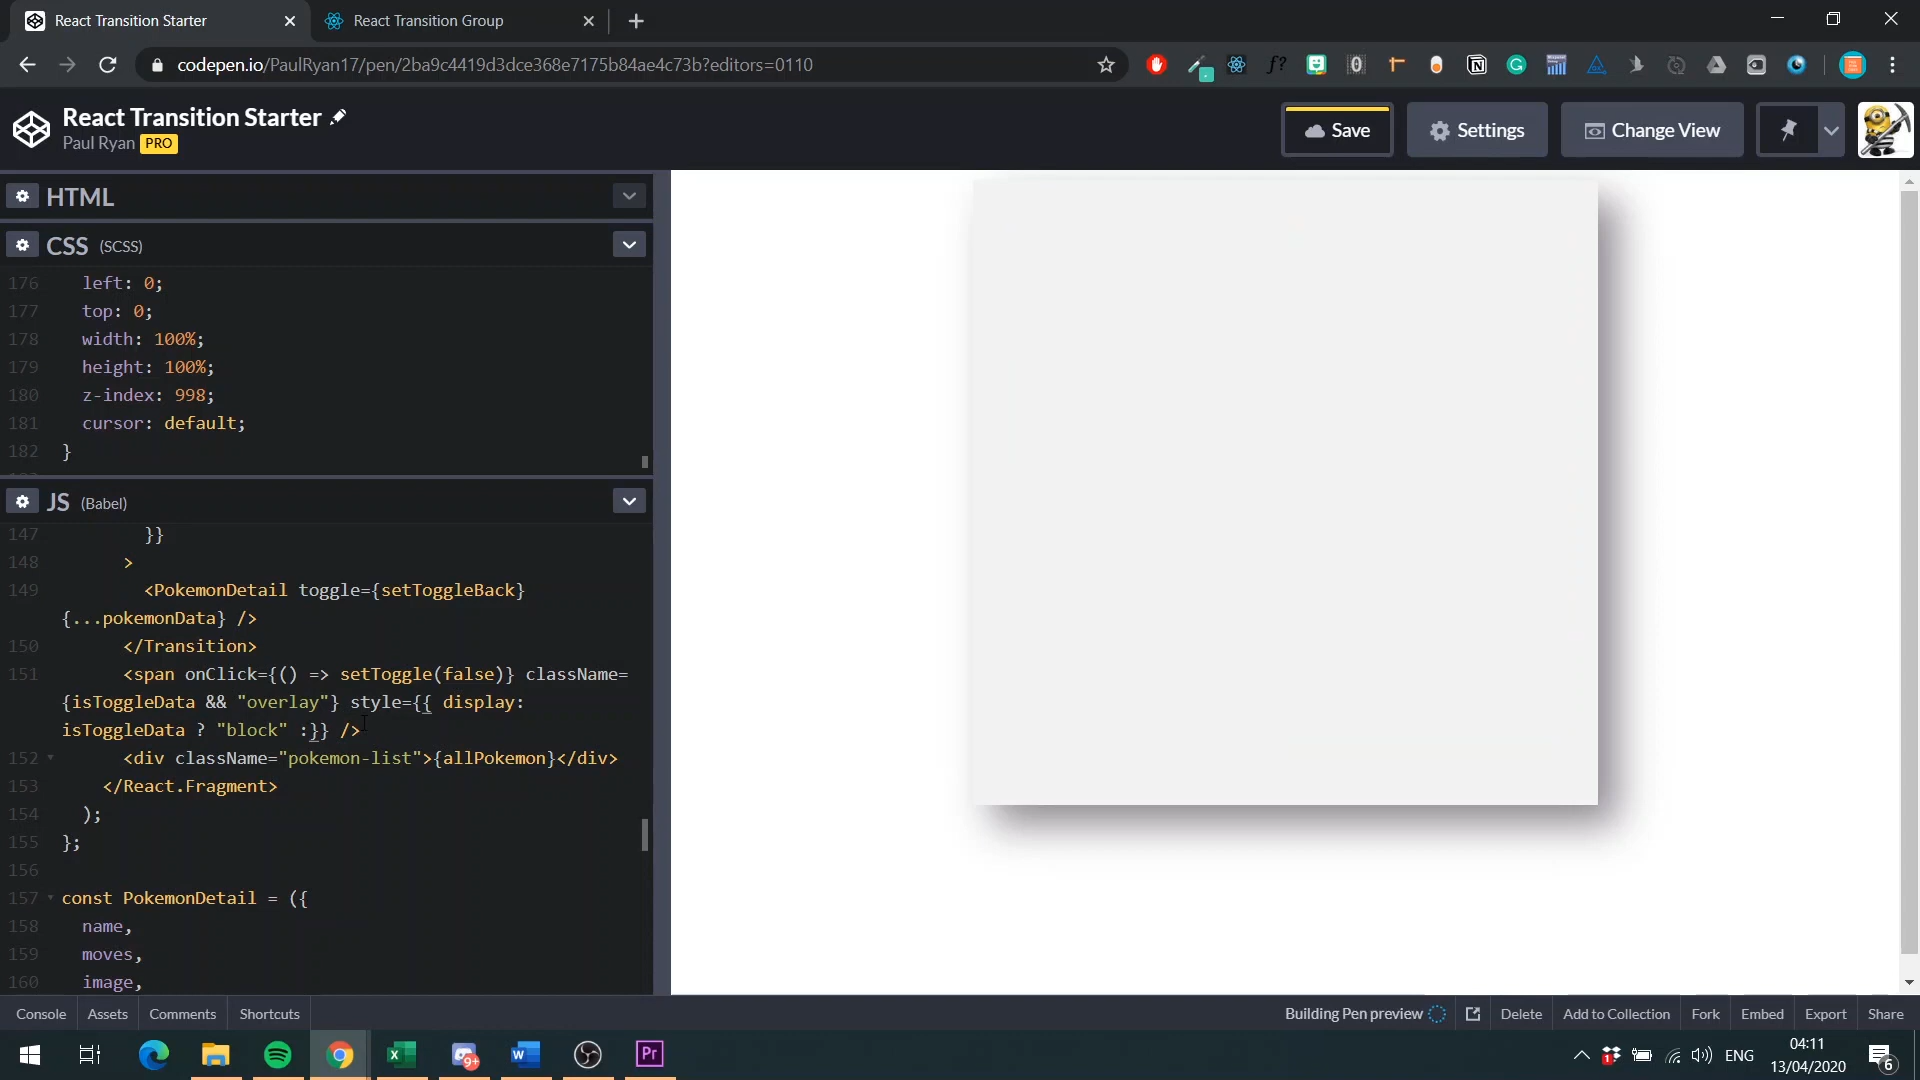 React Transition Starter
React Transition Group
codepen.io/PaulRyan17/pen/2ba9c4419d3dce368e7175b84ae4c73b?editors=0110
React Transition Starter
Paul Ryan PRO
Save
Settings
Change View
HTML
CSS (SCSS)
176 left: 0;
177 top: 0;
178 width: 100%;
179 height: 100%;
180 z-index: 998;
181 cursor: default;
182 }
JS (Babel)
147 }}
148 >
149 <PokemonDetail toggle={setToggleBack}
{...pokemonData} />
150 </Transition>
151 <span onClick={() => setToggle(false)} className=
{isToggleData && "overlay"} style={{ display:
isToggleData ? "block" :}} />
152 <div className="pokemon-list">{allPokemon}</div>
153 </React.Fragment>
154 );
155 };
156
157 const PokemonDetail = ({
158 name,
159 moves,
160 image,
Console Assets Comments Shortcuts
Building Pen preview Delete Add to Collection Fork Embed Export Share
ENG
04:11
13/04/2020
6